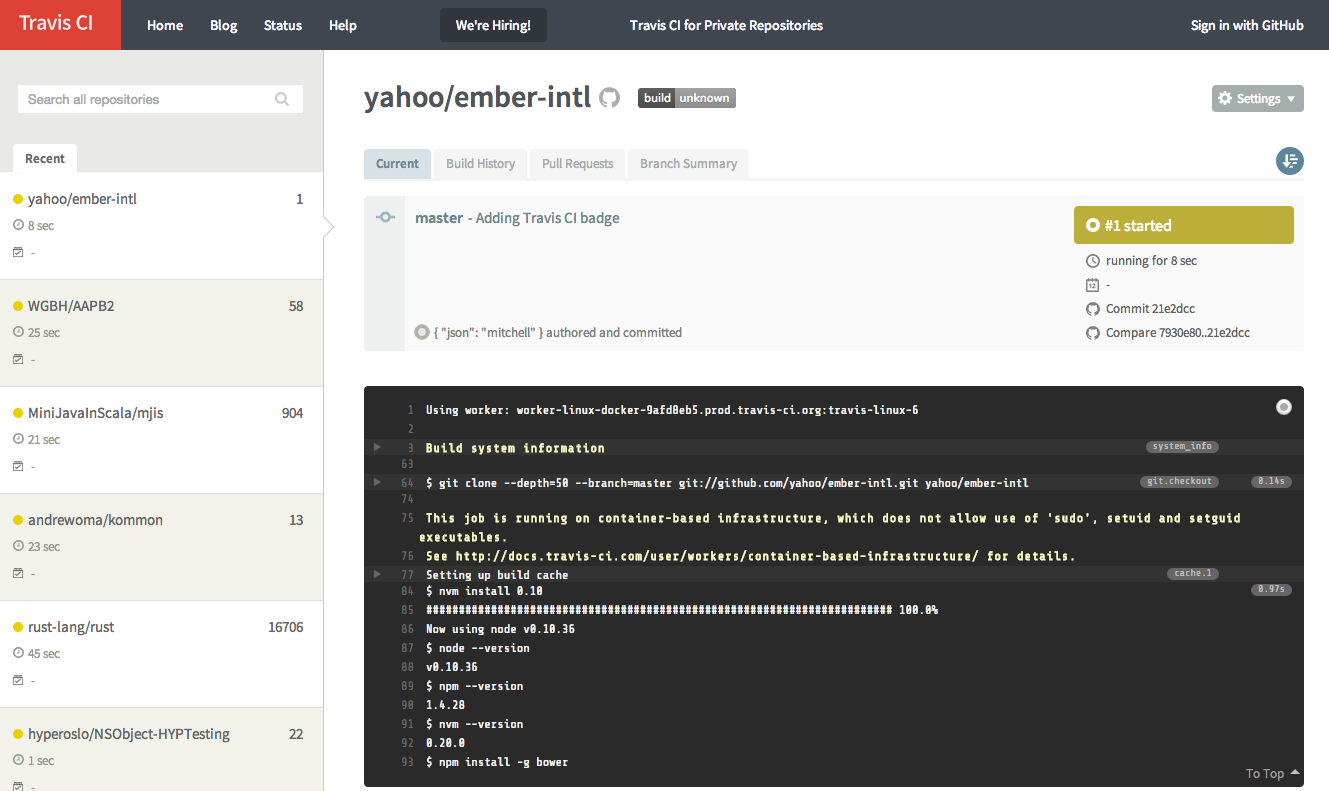 Travis CI
Home Blog Status Help We're Hiring! Travis CI for Private Repositories Sign in with GitHub
Search all repositories
Recent
yahoo/ember-intl 1
8 sec
-
WGBH/AAPB2 58
25 sec
-
MiniJavaInScala/mjis 904
21 sec
-
andrewoma/kommon 13
23 sec
-
rust-lang/rust 16706
45 sec
-
hyperoslo/NSObject-HYPTesting 22
1 sec
-
yahoo/ember-intl build unknown Settings
Current Build History Pull Requests Branch Summary
master - Adding Travis CI badge
#1 started
running for 8 sec
12 -
Commit 21e2dcc
{ "json": "mitchell" } authored and committed
Compare 7930e80..21e2dcc
1 Using worker: worker-linux-docker-9afd0eb5.prod.travis-ci.org:travis-linux-6
2
3 Build system information system_info
63
64 $ git clone --depth=50 --branch=master git://github.com/yahoo/ember-intl.git yahoo/ember-intl git.checkout 0.14s
74
75 This job is running on container-based infrastructure, which does not allow use of 'sudo', setuid and setguid
executables.
76 See http://docs.travis-ci.com/user/workers/container-based-infrastructure/ for details.
77 Setting up build cache cache.1
84 $ nvm install 0.10 0.97s
85 ######################################################################## 100.0%
86 Now using node v0.10.36
87 $ node --version
88 v0.10.36
89 $ npm --version
90 1.4.28
91 $ nvm --version
92 0.20.0
93 $ npm install -g bower
To Top